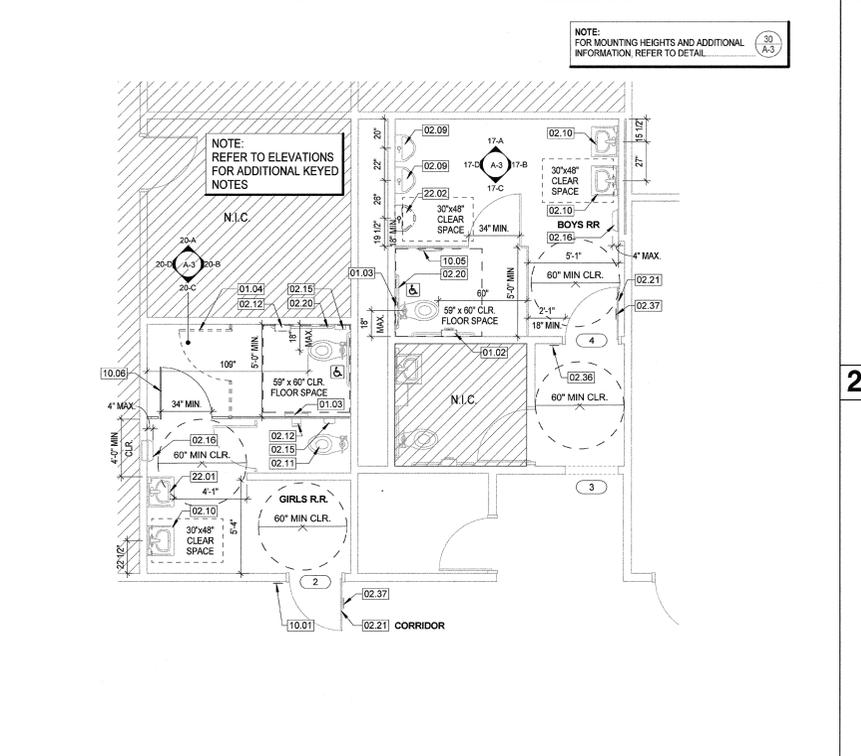 NOTE:
FOR MOUNTING HEIGHTS AND ADDITIONAL
INFORMATION, REFER TO DETAIL
30
A-3
NOTE:
REFER TO ELEVATIONS
FOR ADDITIONAL KEYED
NOTES
N.I.C.
20-A
20-D
A-3
20-B
20-C
01.04
02.12
02.15
02.20
18"
MAX.
5'-0" MIN.
109"
59" x 60" CLR.
FLOOR SPACE
10.06
34" MIN.
01.03
4" MAX.
4'-0" MIN
CLR.
02.16
60" MIN CLR.
02.12
02.15
02.11
22.01
4'-1"
02.10
30"x48"
CLEAR
SPACE
22 1/2"
5'-4"
GIRLS R.R.
60" MIN CLR.
2
02.37
10.01
02.21
CORRIDOR
20"
22"
26"
19 1/2"
18" MIN.
02.09
02.09
22.02
17-A
17-D
A-3
17-B
17-C
30"x48"
CLEAR
SPACE
34" MIN.
02.10
15 1/2"
27"
30"x48"
CLEAR
SPACE
02.10
BOYS RR
02.16
4" MAX.
5'-1"
60" MIN CLR.
02.21
02.37
2'-1"
18" MIN.
01.03
10.05
02.20
60"
5'-0" MIN
59" x 60" CLR.
FLOOR SPACE
18"
MAX.
01.02
4
02.36
N.I.C.
60" MIN CLR.
3
2